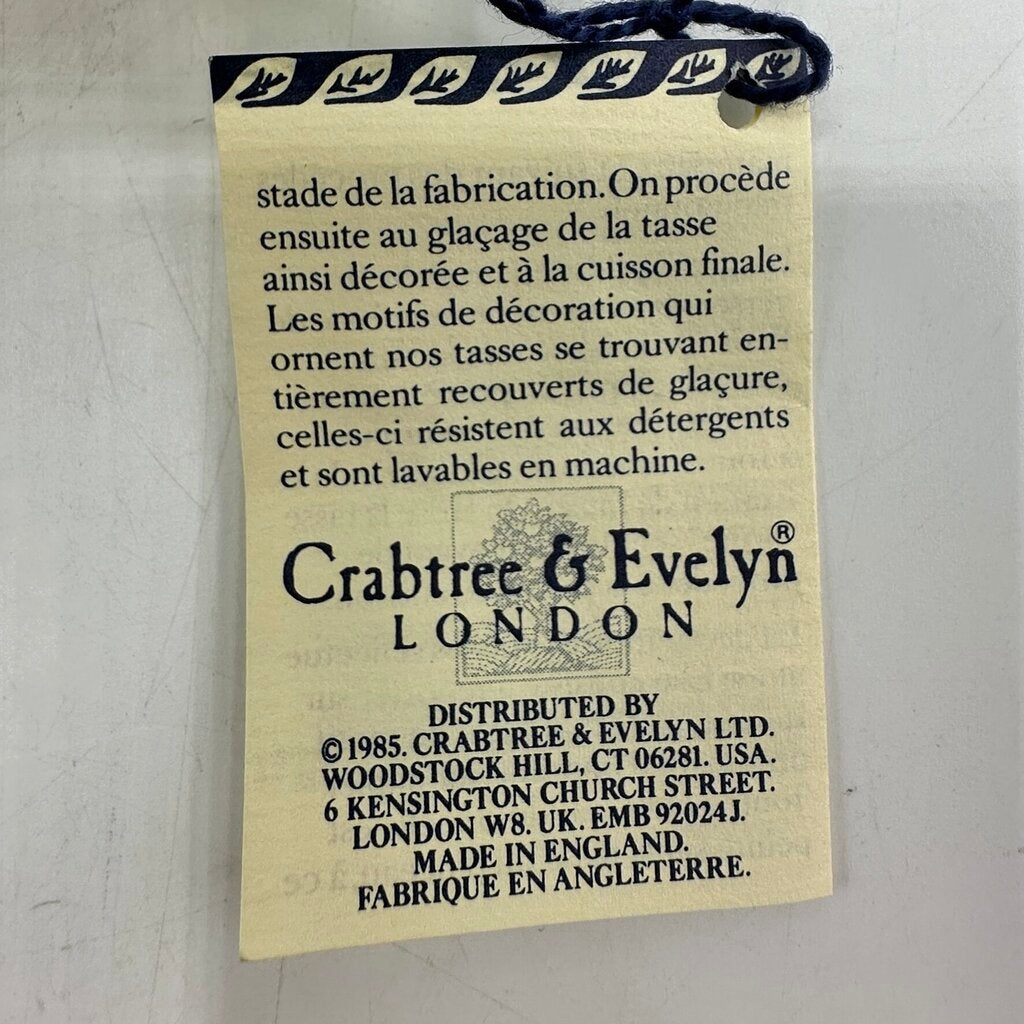 stade de la fabrication. On procède
ensuite au glaçage de la tasse
ainsi décorée et à la cuisson finale.
Les motifs de décoration qui
ornent nos tasses se trouvant en-
tièrement recouverts de glaçure,
celles-ci résistent aux détergents
et sont lavables en machine.
Crabtree & Evelyn®
LONDON
DISTRIBUTED BY
©1985. CRABTREE & EVELYN LTD.
WOODSTOCK HILL, CT 06281. USA.
6 KENSINGTON CHURCH STREET.
LONDON W8. UK. EMB 92024J.
MADE IN ENGLAND.
FABRIQUE EN ANGLETERRE.